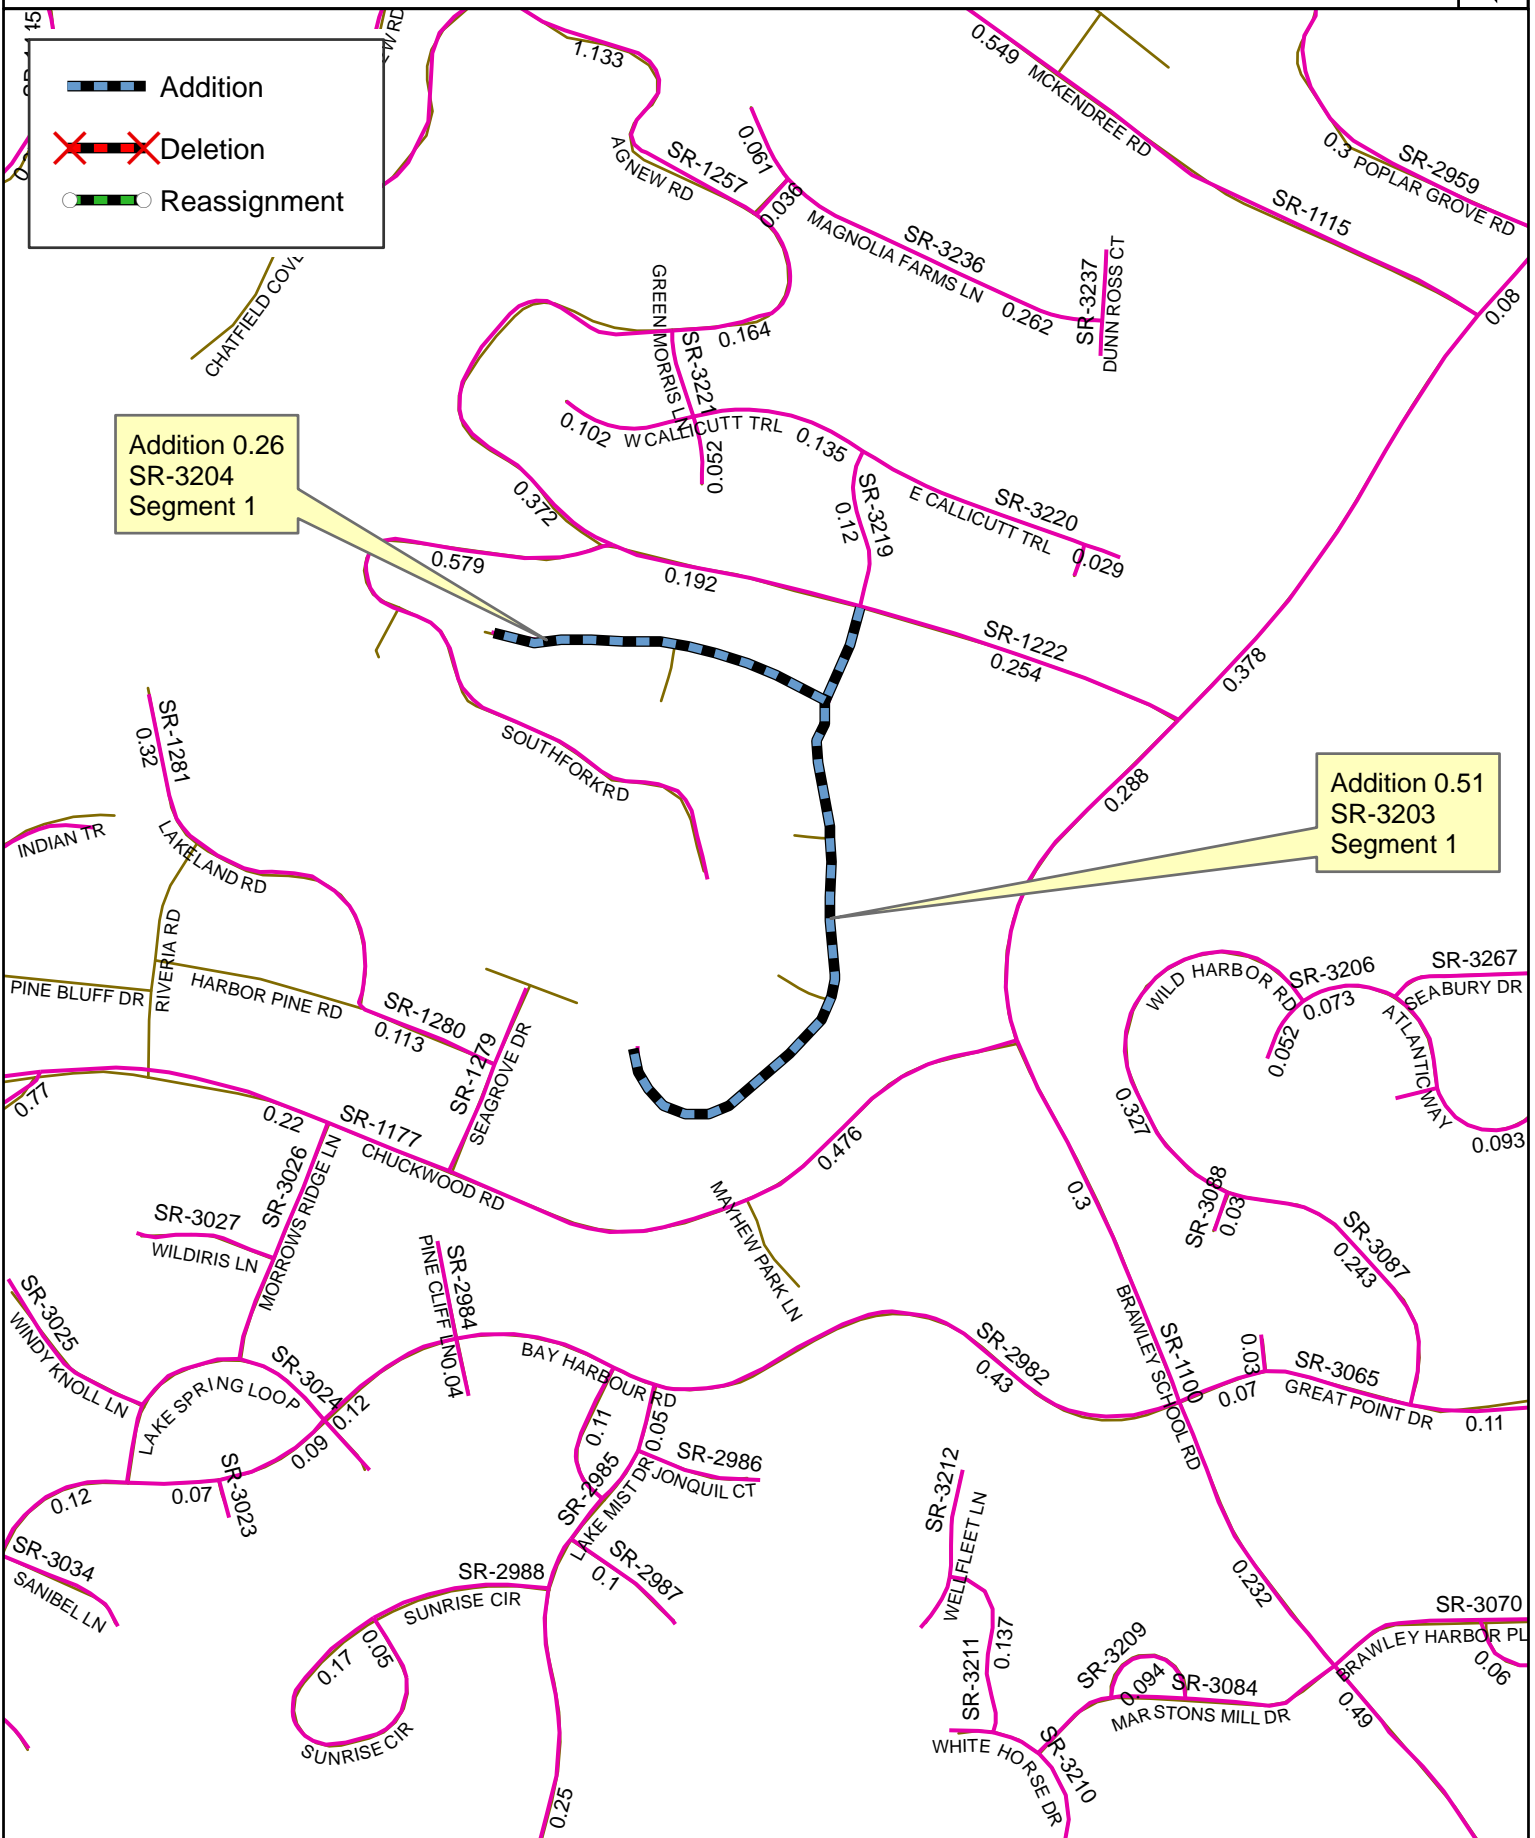 Addition
Deletion
Reassignment
1.133
AGNEW RD
SR-1257
0.061
0.036
MAGNOLIA FARMS LN
SR-3236
0.262
SR-3237
DUNN ROSS CT
0.549
MCKENDREE RD
SR-1115
0.3
POPLAR GROVE RD
SR-2959
0.08
GREEN MORRIS LN
SR-3221
0.164
0.102
W CALLICUTT TRL
0.135
0.052
SR-3219
0.12
E CALLICUTT TRL
SR-3220
0.029
Addition 0.26
SR-3204
Segment 1
0.372
0.579
0.192
SR-1222
0.254
0.378
0.288
SOUTHFORK RD
SR-1281
0.32
INDIAN TR
LAKELAND RD
Addition 0.51
SR-3203
Segment 1
RIVERIA RD
PINE BLUFF DR
HARBOR PINE RD
SR-1280
0.113
SR-1279
SEAGROVE DR
WILD HARBOR RD
SR-3206
0.073
0.052
SR-3267
SEABURY DR
ATLANTIC WAY
0.093
0.327
0.77
0.22
SR-1177
CHUCKWOOD RD
0.476
SR-3026
MORROWS RIDGE LN
SR-3027
WILDIRIS LN
MAYHEW PARK LN
0.3
SR-3088
0.03
SR-3087
0.243
SR-3025
WINDY KNOLL LN
SR-2984
PINE CLIFF LN
0.04
BAY HARBOUR RD
SR-2982
0.43
BRAWLEY SCHOOL RD
SR-1100
0.03
SR-3065
0.07
GREAT POINT DR
0.11
SR-3024
LAKE SPRING LOOP
0.12
0.09
0.12
0.07
SR-3023
0.11
0.05
SR-2985
LAKE MIST DR
SR-2986
JONQUIL CT
SR-2987
0.1
SR-3034
SANIBEL LN
SR-2988
SUNRISE CIR
0.17
0.05
SUNRISE CIR
0.25
SR-3212
WELLFLEET LN
SR-3211
0.137
WHITE HORSE DR
SR-3210
SR-3209
0.094
SR-3084
MARSTONS MILL DR
0.232
SR-3070
BRAWLEY HARBOR PL
0.06
0.49
CHATFIELD COVE